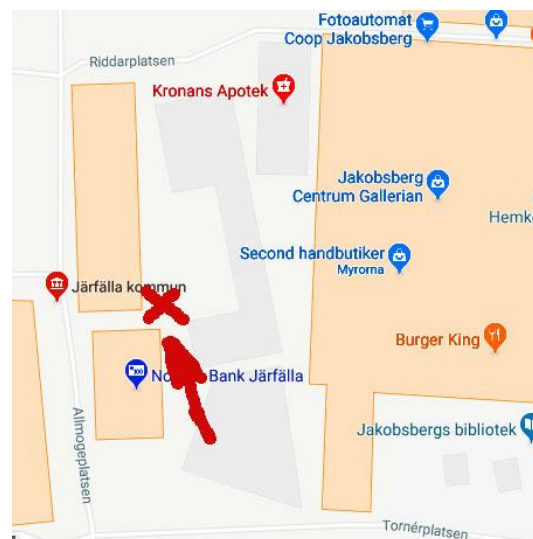 Fotoautomat
Coop Jakobsberg
Riddarplatsen
Kronans Apotek
Jakobsberg
Centrum Gallerian
Hemk
Second handbutiker
Myrorna
Järfälla kommun
Burger King
Bank Järfälla
Allmogeplatsen
Jakobsbergs bibliotek
Tornérplatsen